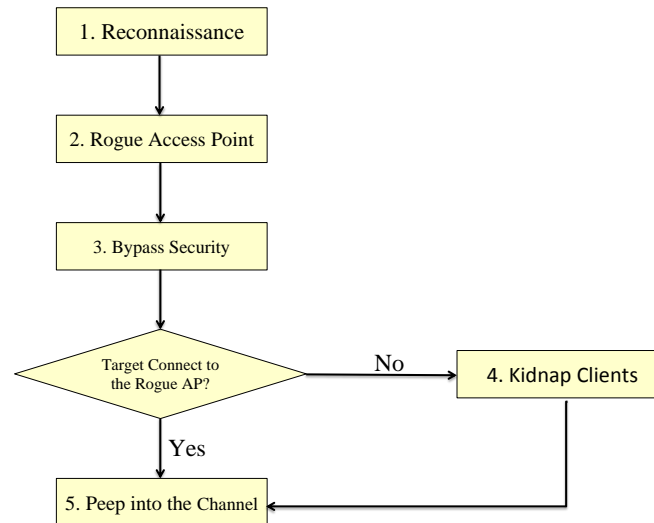 1. Reconnaissance
2. Rogue Access Point
3. Bypass Security
Target Connect to
the Rogue AP?
No
4. Kidnap Clients
Yes
5. Peep into the Channel